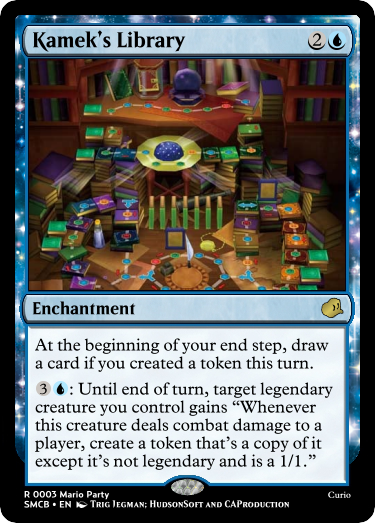 Kamek's Library 2
Enchantment
At the beginning of your end step, draw
a card if you created a token this turn.
3 : Until end of turn, target legendary
creature you control gains “Whenever
this creature deals combat damage to a
player, create a token that's a copy of it
except it's not legendary and is a 1/1.”
R 0003 Mario Party
SMCB • EN Trig Jegman; HudsonSoft and CAProduction
Curio